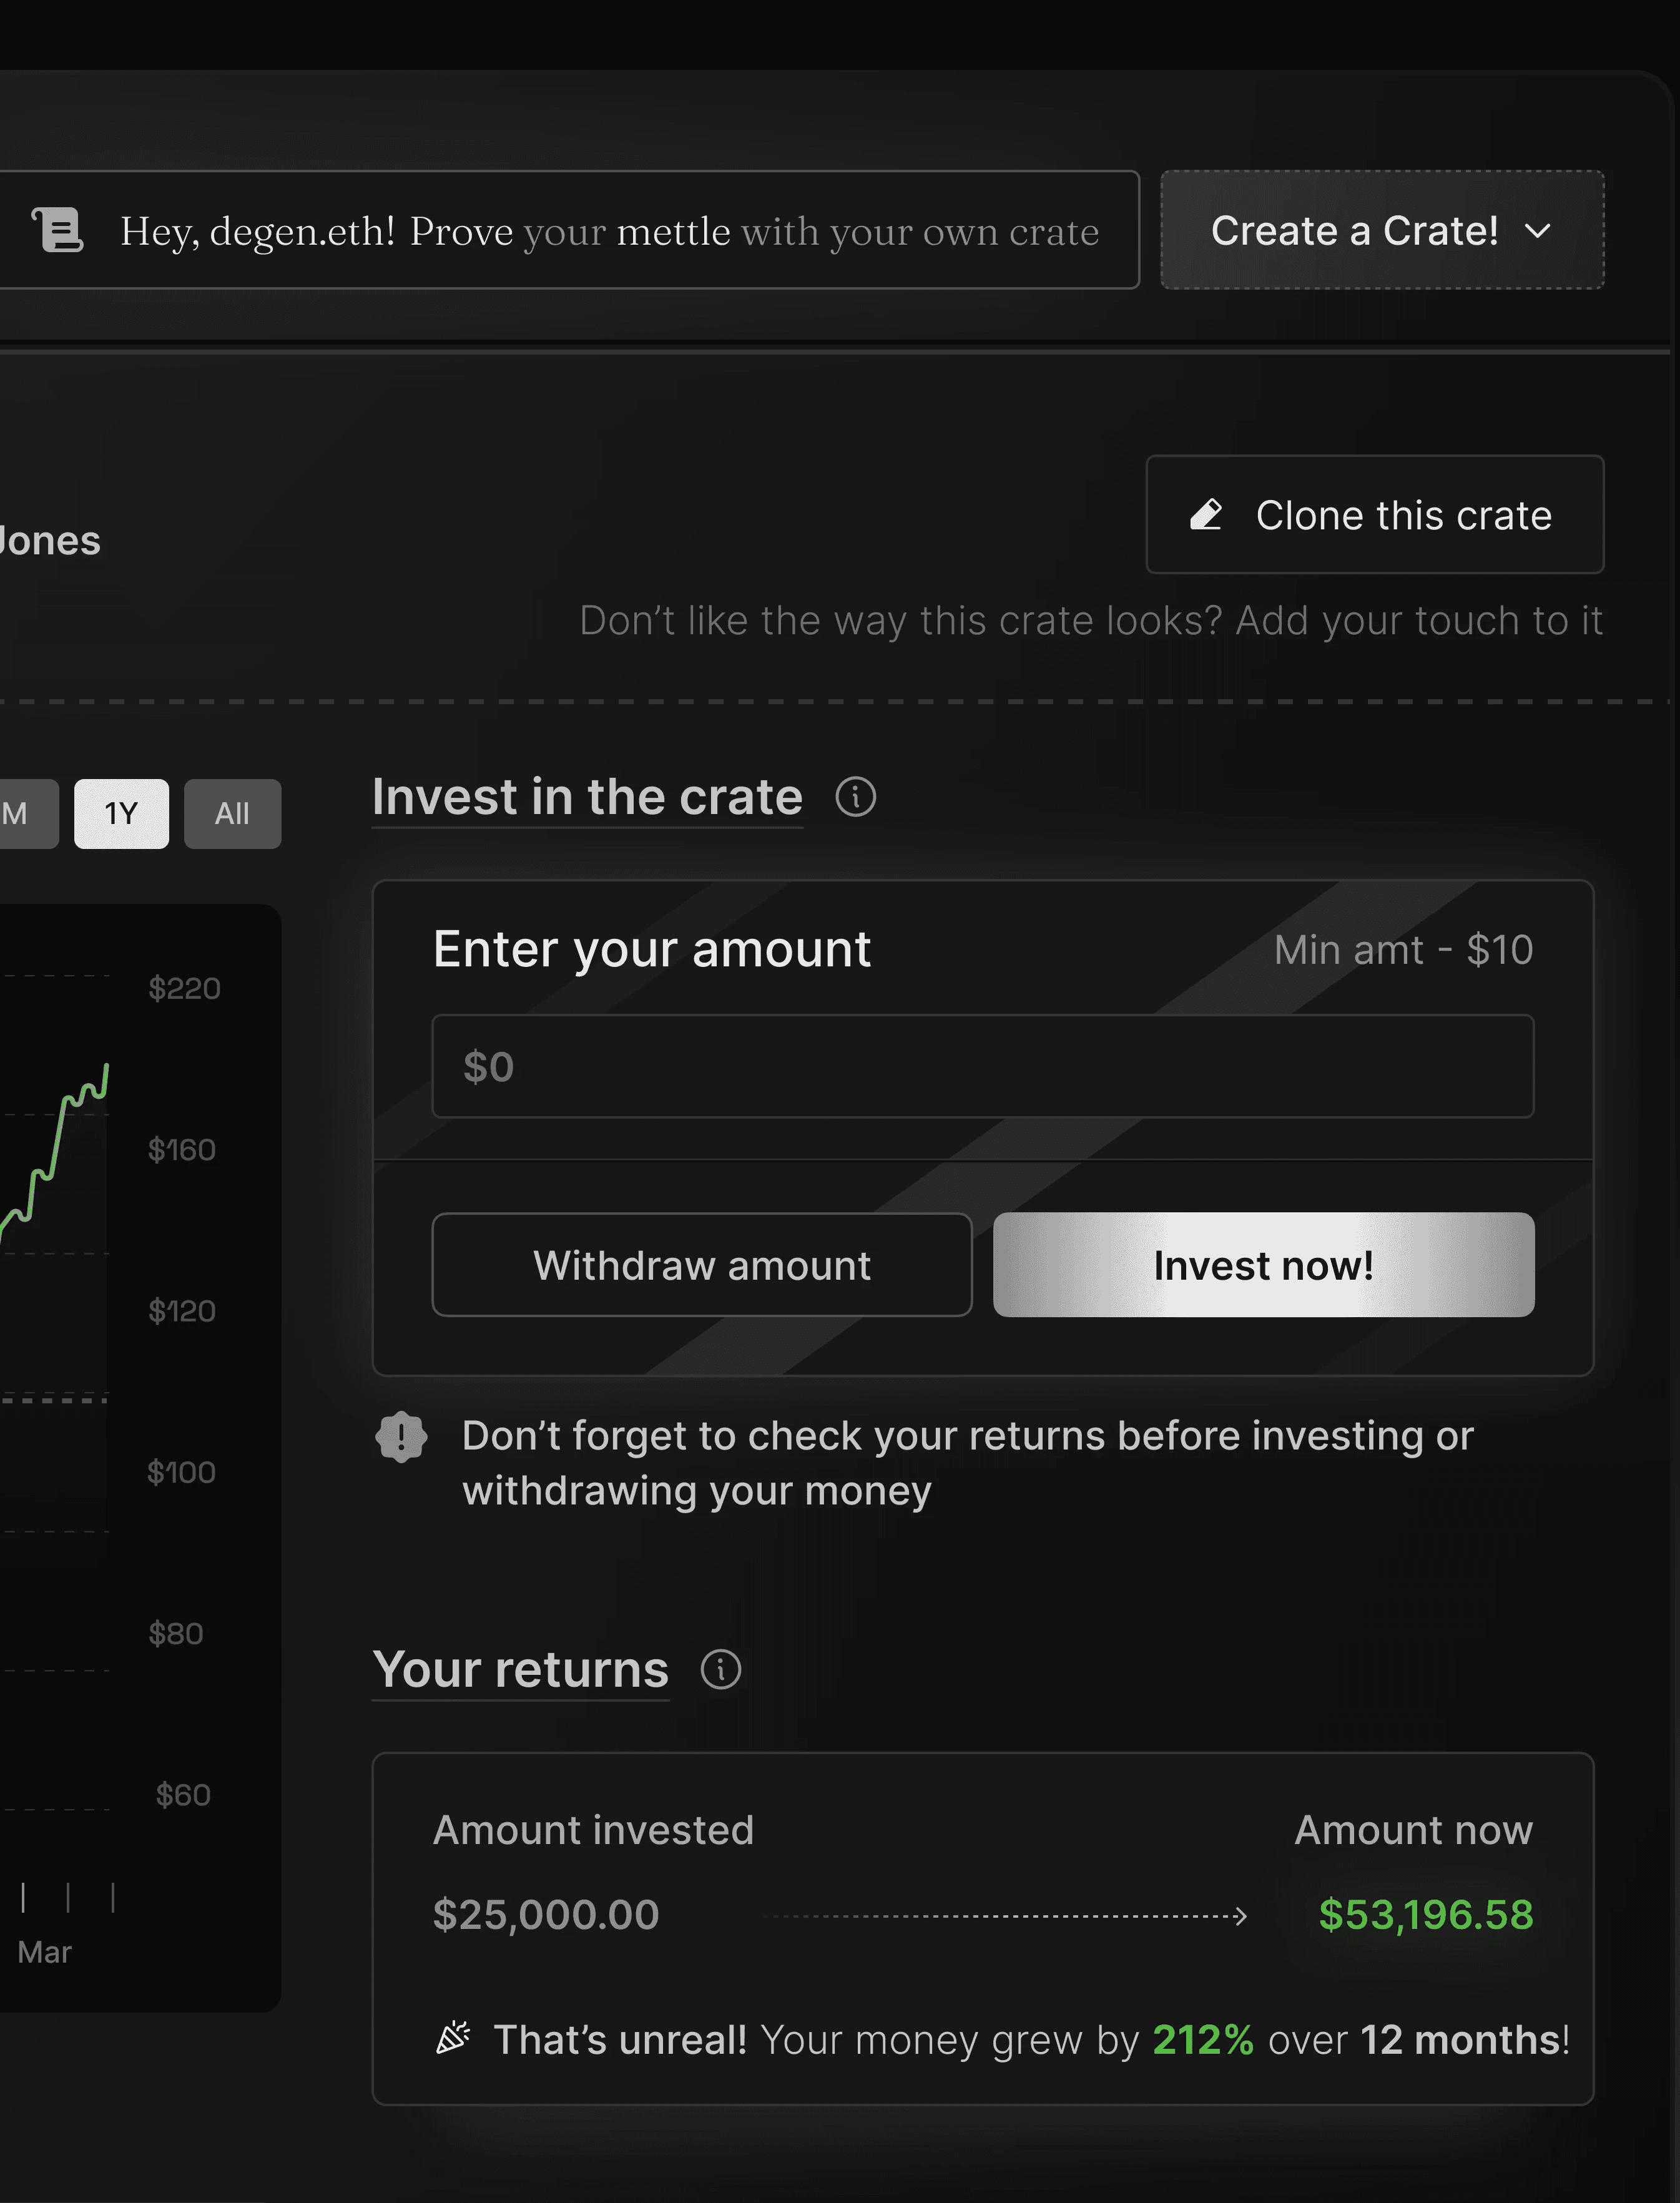 Hey, degen.eth! Prove your mettle with your own crate
Create a Crate!
Clone this crate
Jones
Don't like the way this crate looks? Add your touch to it
M
1Y
All
Invest in the crate
Enter your amount
Min amt - $10
$0
Withdraw amount
Invest now!
Don't forget to check your returns before investing or
withdrawing your money
$220
$160
$120
$100
$80
$60
Mar
Your returns
Amount invested
Amount now
$25,000.00
$53,196.58
That's unreal! Your money grew by 212% over 12 months!